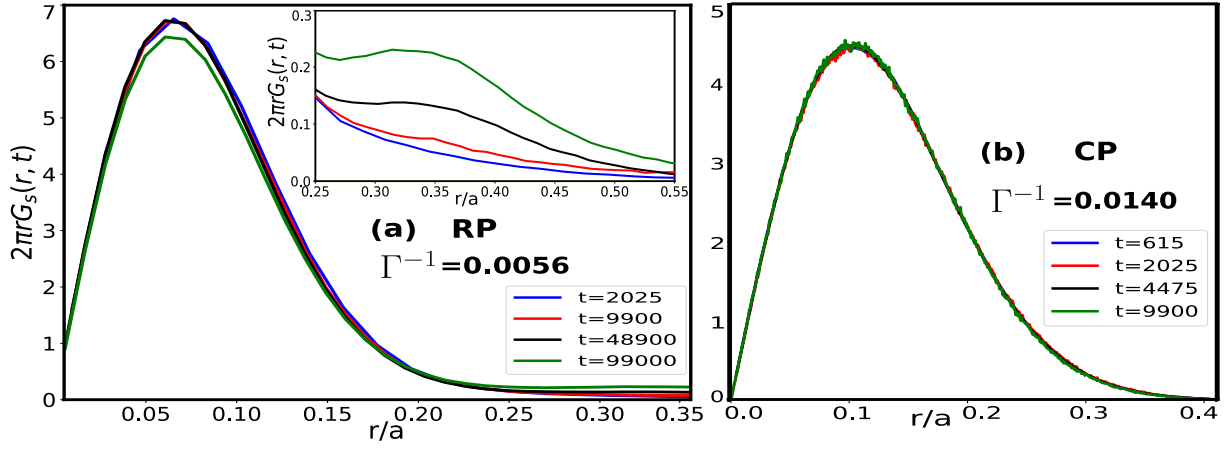 7
6
5
4
3
2
1
0
2πrGₛ(r, t)
0.05
0.10
0.15
0.20
0.25
0.30
0.35
r/a
0.3
0.2
0.1
0.0
2πrGₛ(r, t)
0.25
0.30
0.35
0.40
0.45
0.50
0.55
r/a
(a) RP
Γ⁻¹=0.0056
t=2025
t=9900
t=48900
t=99000
5
4
3
2
1
0
0.0
0.1
0.2
0.3
0.4
r/a
(b) CP
Γ⁻¹=0.0140
t=615
t=2025
t=4475
t=9900